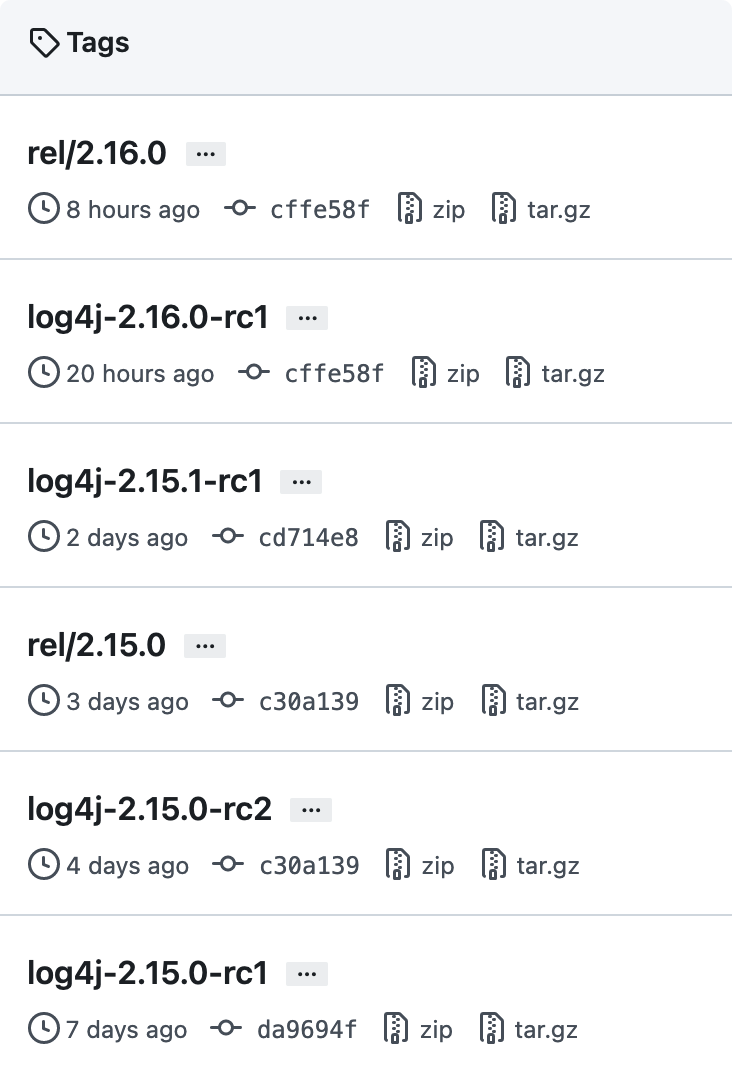 Tags
rel/2.16.0 ...
8 hours ago cffe58f zip tar.gz
log4j-2.16.0-rc1 ...
20 hours ago cffe58f zip tar.gz
log4j-2.15.1-rc1 ...
2 days ago cd714e8 zip tar.gz
rel/2.15.0 ...
3 days ago c30a139 zip tar.gz
log4j-2.15.0-rc2 ...
4 days ago c30a139 zip tar.gz
log4j-2.15.0-rc1 ...
7 days ago da9694f zip tar.gz